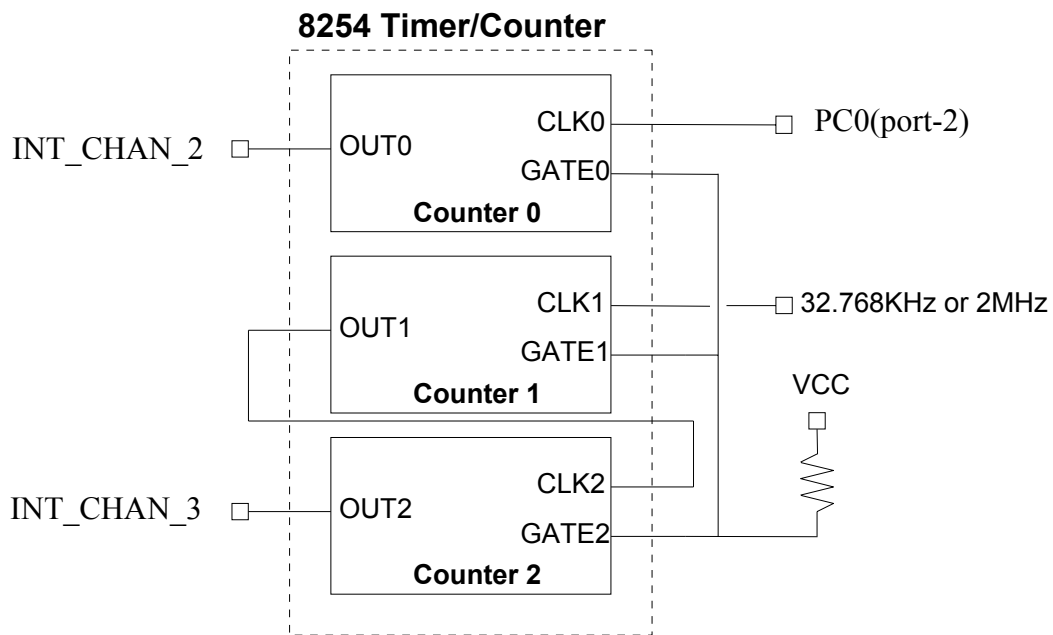 8254 Timer/Counter
CLK0
PC0(port-2)
INT_CHAN_2
OUT0
GATE0
Counter 0
CLK1
32.768KHz or 2MHz
OUT1
GATE1
Counter 1
VCC
CLK2
INT_CHAN_3
OUT2
GATE2
Counter 2